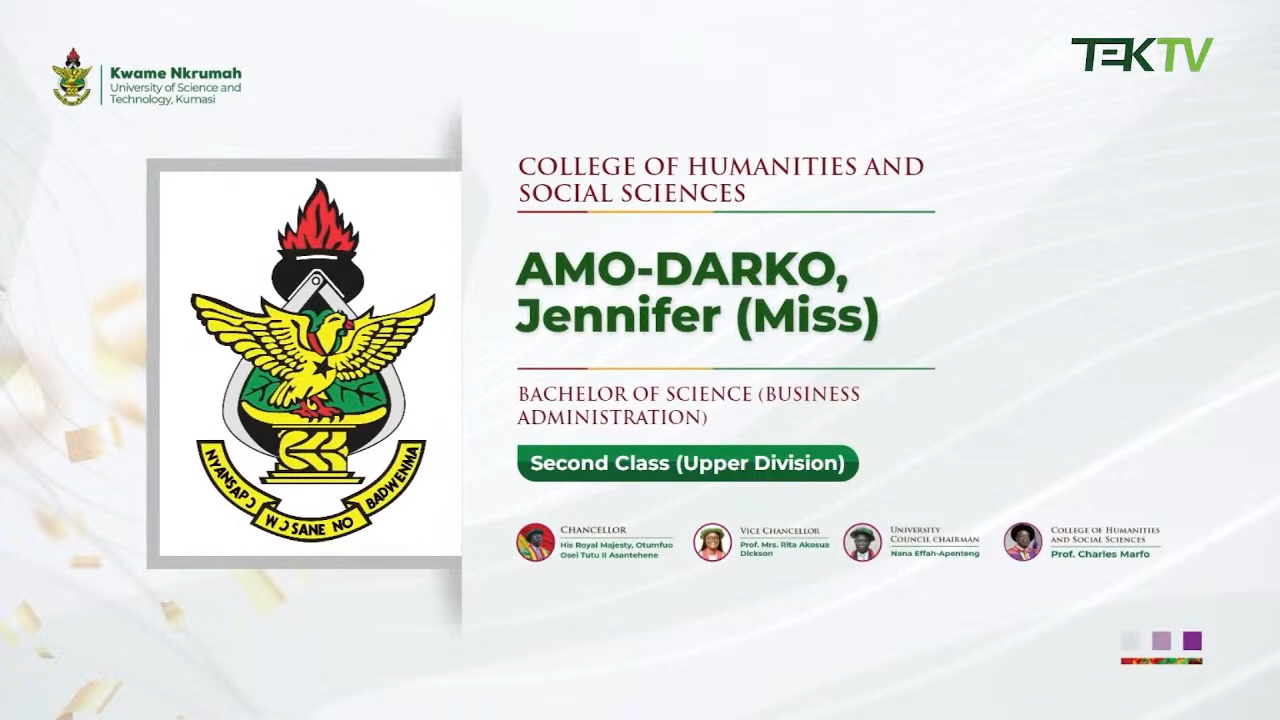 Kwame Nkrumah
University of Science and
Technology, Kumasi
TEKTV
COLLEGE OF HUMANITIES AND
SOCIAL SCIENCES
AMO-DARKO,
Jennifer (Miss)
BACHELOR OF SCIENCE (BUSINESS
ADMINISTRATION)
Second Class (Upper Division)
NYANSAPƆ WƆSANE NO BADWENMA
CHANCELLOR
His Royal Majesty, Otumfuo
Osei Tutu II Asantehene
VICE CHANCELLOR
Prof. Mrs. Rita Akosua
Dickson
UNIVERSITY
COUNCIL CHAIRMAN
Nana Effah-Apenteng
COLLEGE OF HUMANITIES
AND SOCIAL SCIENCES
Prof. Charles Marfo